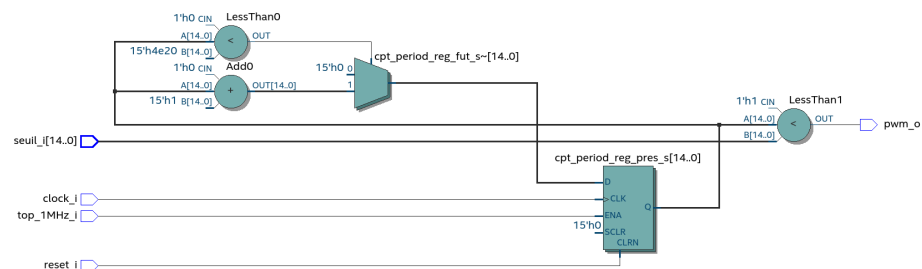 LessThan0
1'h0 CIN
A[14..0]
OUT
<
15'h4e20 B[14..0]
cpt_period_reg_fut_s~[14..0]
1'h0 CIN
Add0
15'h0 0
A[14..0]
OUT[14..0]
1
+
15'h1 B[14..0]
1'h1 CIN
LessThan1
A[14..0]
OUT
<
pwm_o
B[14..0]
seuil_i[14..0]
cpt_period_reg_pres_s[14..0]
D
clock_i
>CLK
Q
top_1MHz_i
ENA
15'h0
SCLR
CLRN
reset_i